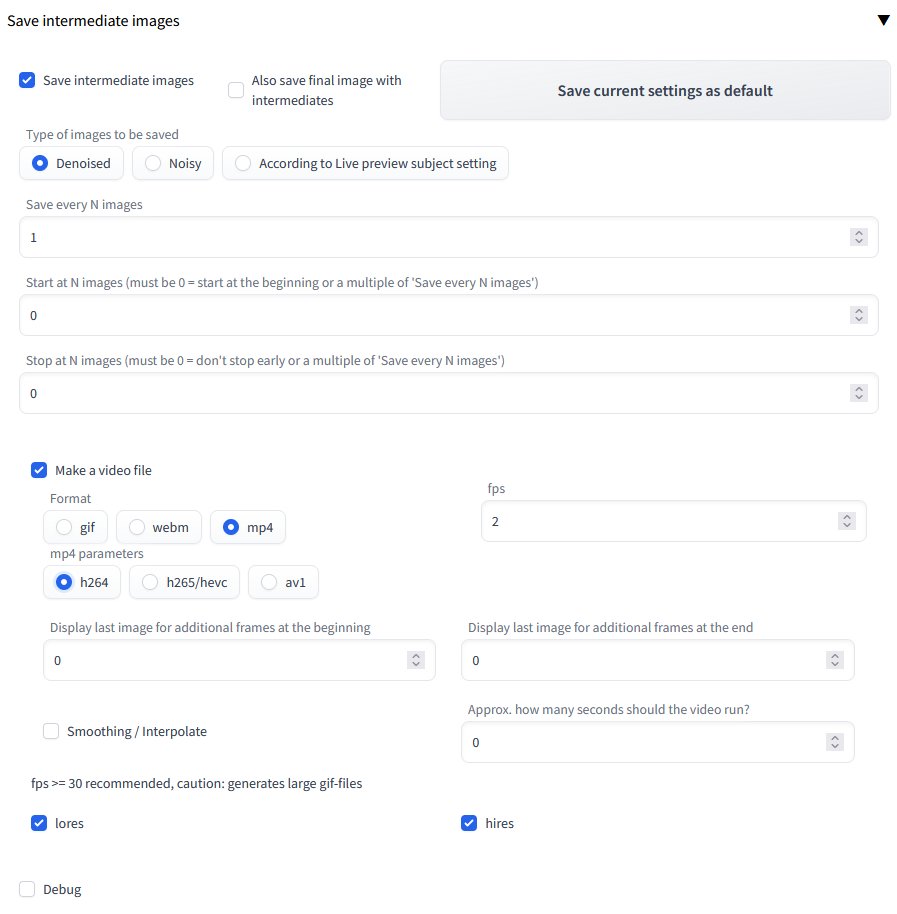 Save intermediate images ▼
Save intermediate images
Also save final image with
intermediates
Save current settings as default
Type of images to be saved
Denoised Noisy According to Live preview subject setting
Save every N images
1
Start at N images (must be 0 = start at the beginning or a multiple of 'Save every N images')
0
Stop at N images (must be 0 = don't stop early or a multiple of 'Save every N images')
0
Make a video file
Format
gif webm mp4
fps
2
mp4 parameters
h264 h265/hevc av1
Display last image for additional frames at the beginning
0
Display last image for additional frames at the end
0
Smoothing / Interpolate
Approx. how many seconds should the video run?
0
fps >= 30 recommended, caution: generates large gif-files
lores hires
Debug